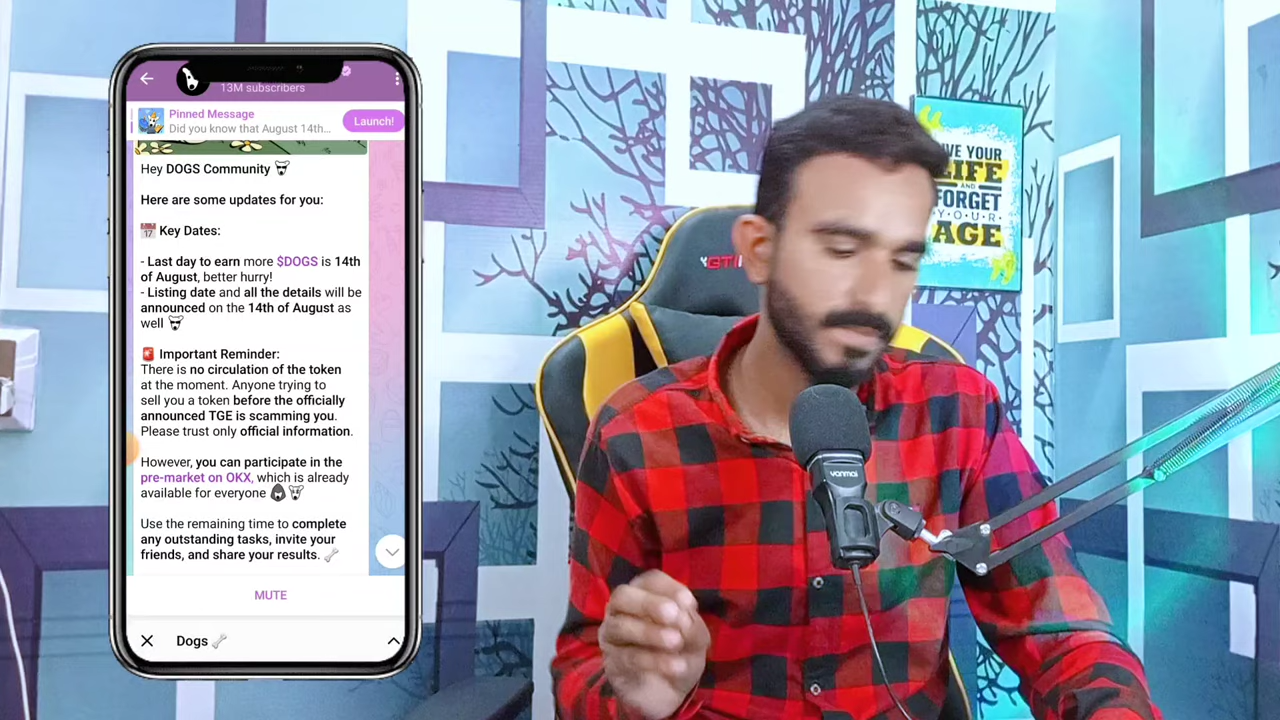 13M subscribers
Pinned Message
Did you know that August 14th...
Launch!
Hey DOGS Community
Here are some updates for you:
Key Dates:
- Last day to earn more $DOGS is 14th
of August, better hurry!
- Listing date and all the details will be
announced on the 14th of August as
well
Important Reminder:
There is no circulation of the token
at the moment. Anyone trying to
sell you a token before the officially
announced TGE is scamming you.
Please trust only official information.
However, you can participate in the
pre-market on OKX, which is already
available for everyone
Use the remaining time to complete
any outstanding tasks, invite your
friends, and share your results.
MUTE
Dogs
YOUR
LIFE
AND
FORGET
YOUR
AGE
vanmai